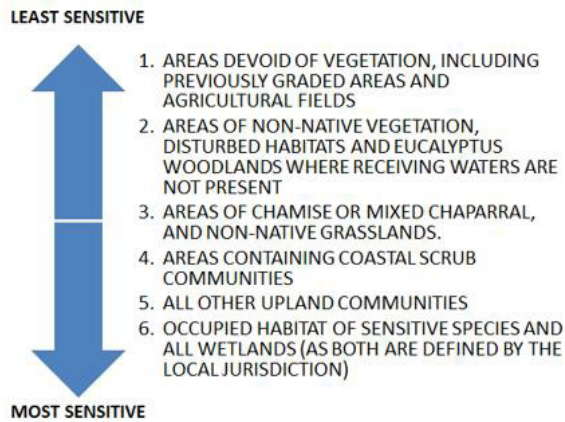 LEAST SENSITIVE
1. AREAS DEVOID OF VEGETATION, INCLUDING
PREVIOUSLY GRADED AREAS AND
AGRICULTURAL FIELDS
2. AREAS OF NON-NATIVE VEGETATION,
DISTURBED HABITATS AND EUCALYPTUS
WOODLANDS WHERE RECEIVING WATERS ARE
NOT PRESENT
3. AREAS OF CHAMISE OR MIXED CHAPARRAL,
AND NON-NATIVE GRASSLANDS.
4. AREAS CONTAINING COASTAL SCRUB
COMMUNITIES
5. ALL OTHER UPLAND COMMUNITIES
6. OCCUPIED HABITAT OF SENSITIVE SPECIES AND
ALL WETLANDS (AS BOTH ARE DEFINED BY THE
LOCAL JURISDICTION)
MOST SENSITIVE